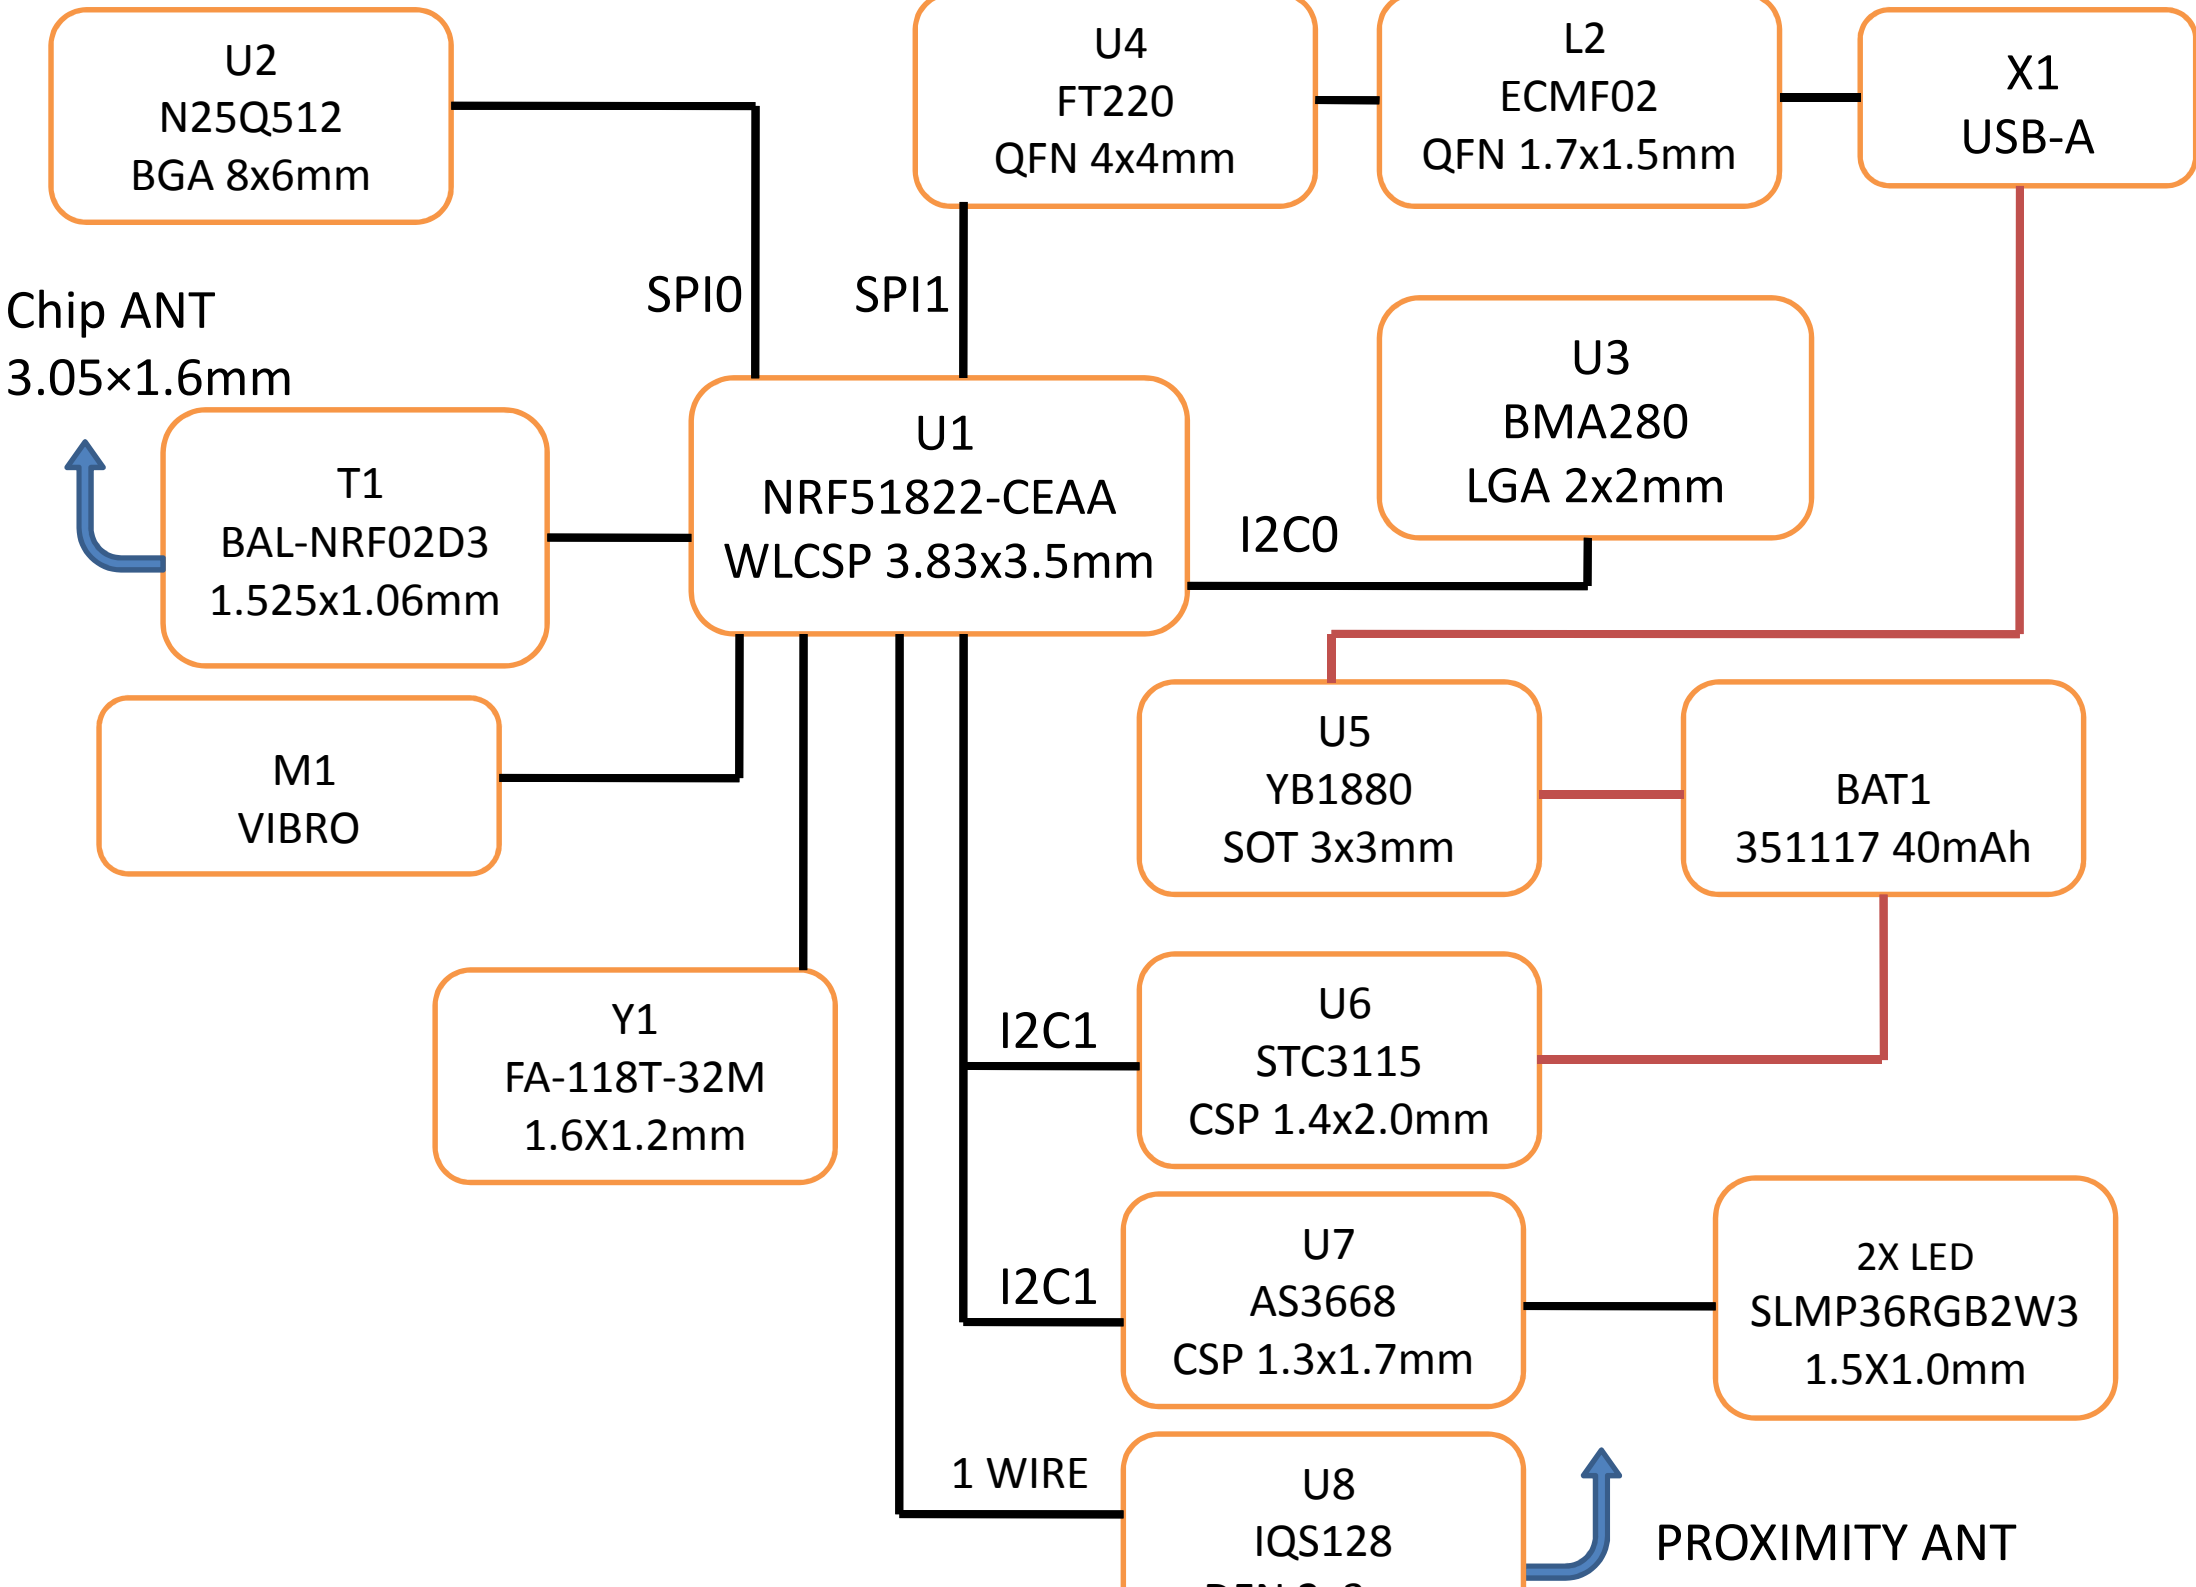 U2
N25Q512
BGA 8x6mm
U4
FT220
QFN 4x4mm
L2
ECMF02
QFN 1.7x1.5mm
X1
USB-A
SPI0
SPI1
Chip ANT
3.05×1.6mm
U3
BMA280
LGA 2x2mm
T1
BAL-NRF02D3
1.525x1.06mm
U1
NRF51822-CEAA
WLCSP 3.83x3.5mm
I2C0
M1
VIBRO
U5
YB1880
SOT 3x3mm
BAT1
351117 40mAh
Y1
FA-118T-32M
1.6X1.2mm
I2C1
U6
STC3115
CSP 1.4x2.0mm
I2C1
U7
AS3668
CSP 1.3x1.7mm
2X LED
SLMP36RGB2W3
1.5X1.0mm
1 WIRE
U8
IQS128
PROXIMITY ANT